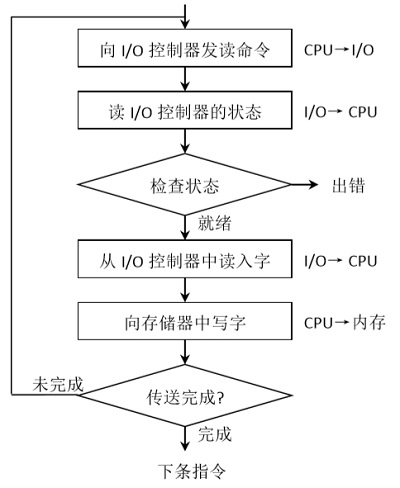 向 I/O 控制器发读命令 CPU→I/O
读 I/O 控制器的状态 I/O→ CPU
检查状态 出错
就绪
从 I/O 控制器中读入字 I/O→ CPU
向存储器中写字 CPU→内存
未完成 传送完成?
完成
下条指令